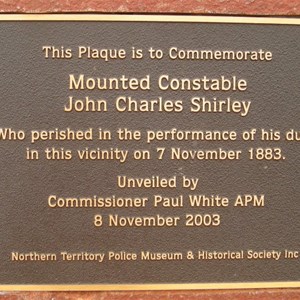 This Plaque is to Commemorate
Mounted Constable
John Charles Shirley
Who perished in the performance of his du
in this vicinity on 7 November 1883.
Unveiled by
Commissioner Paul White APM
8 November 2003
Northern Territory Police Museum & Historical Society Inc